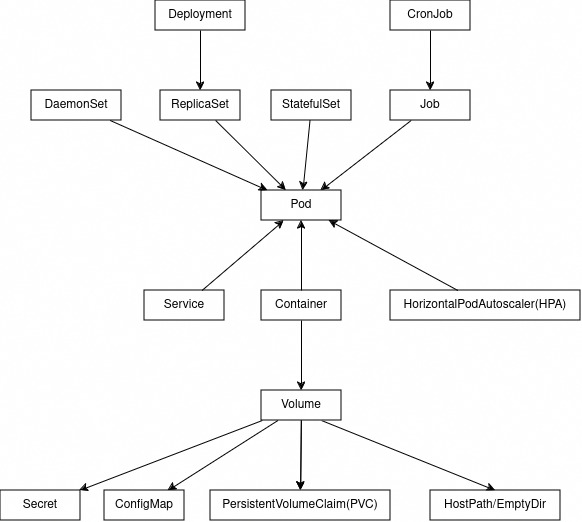 Deployment
CronJob
DaemonSet
ReplicaSet
StatefulSet
Job
Pod
Service
Container
HorizontalPodAutoscaler(HPA)
Volume
Secret
ConfigMap
PersistentVolumeClaim(PVC)
HostPath/EmptyDir